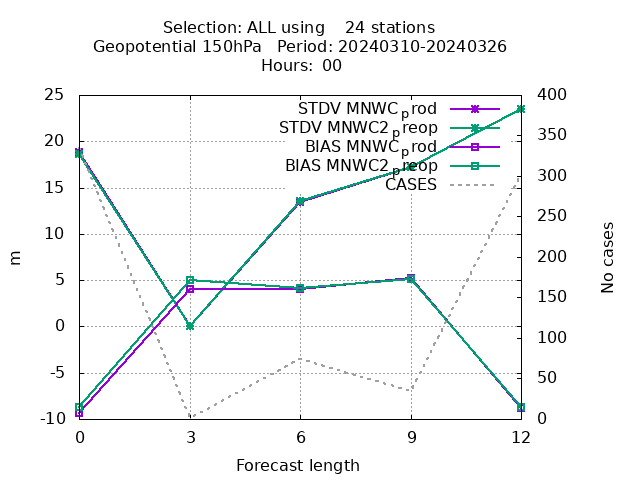 Selection: ALL using    24 stations
Geopotential 150hPa   Period: 20240310-20240326
Hours: 00
25
20
15
10
5
0
-5
-10
m
400
350
300
250
200
150
100
50
0
No cases
STDV MNWC_prod
STDV MNWC2_preop
BIAS MNWC_prod
BIAS MNWC2_preop
CASES
0 3 6 9 12
Forecast length